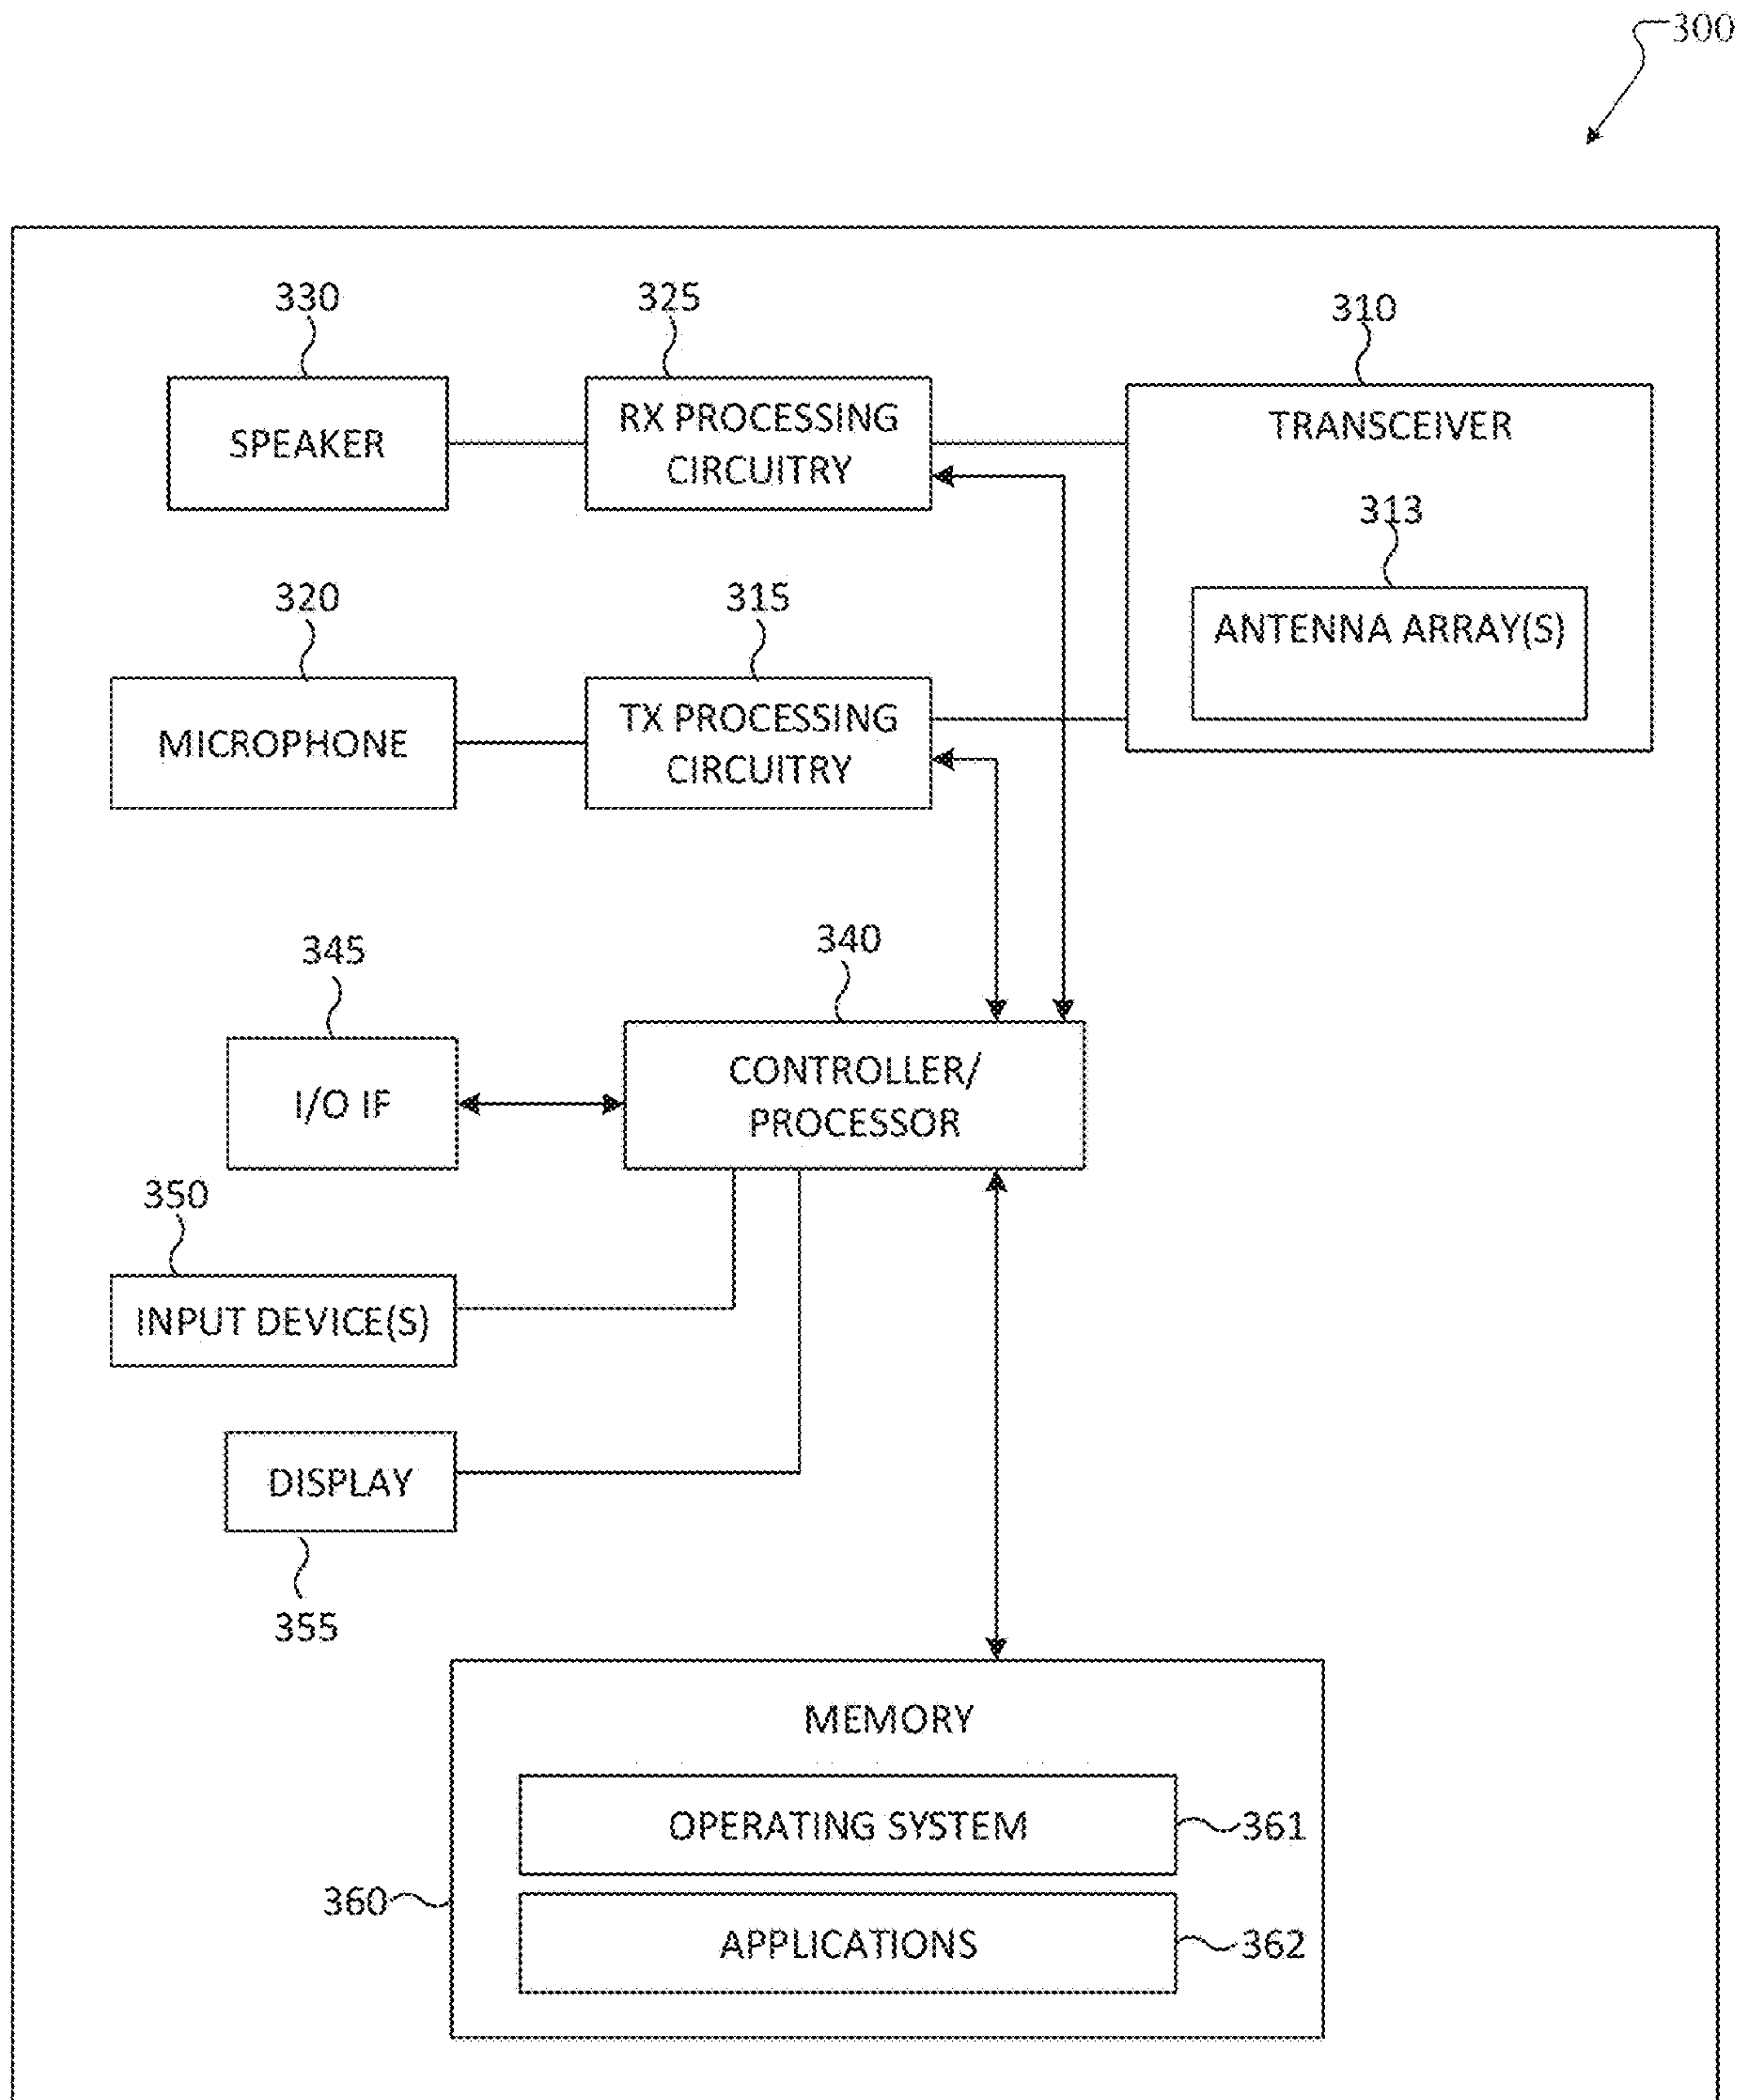 300
330
325
310
SPEAKER
RX PROCESSING
CIRCUITRY
TRANSCEIVER
313
ANTENNA ARRAY(S)
320
315
MICROPHONE
TX PROCESSING
CIRCUITRY
345
340
I/O IF
CONTROLLER/
PROCESSOR
350
INPUT DEVICE(S)
DISPLAY
355
MEMORY
OPERATING SYSTEM
361
360
APPLICATIONS
362